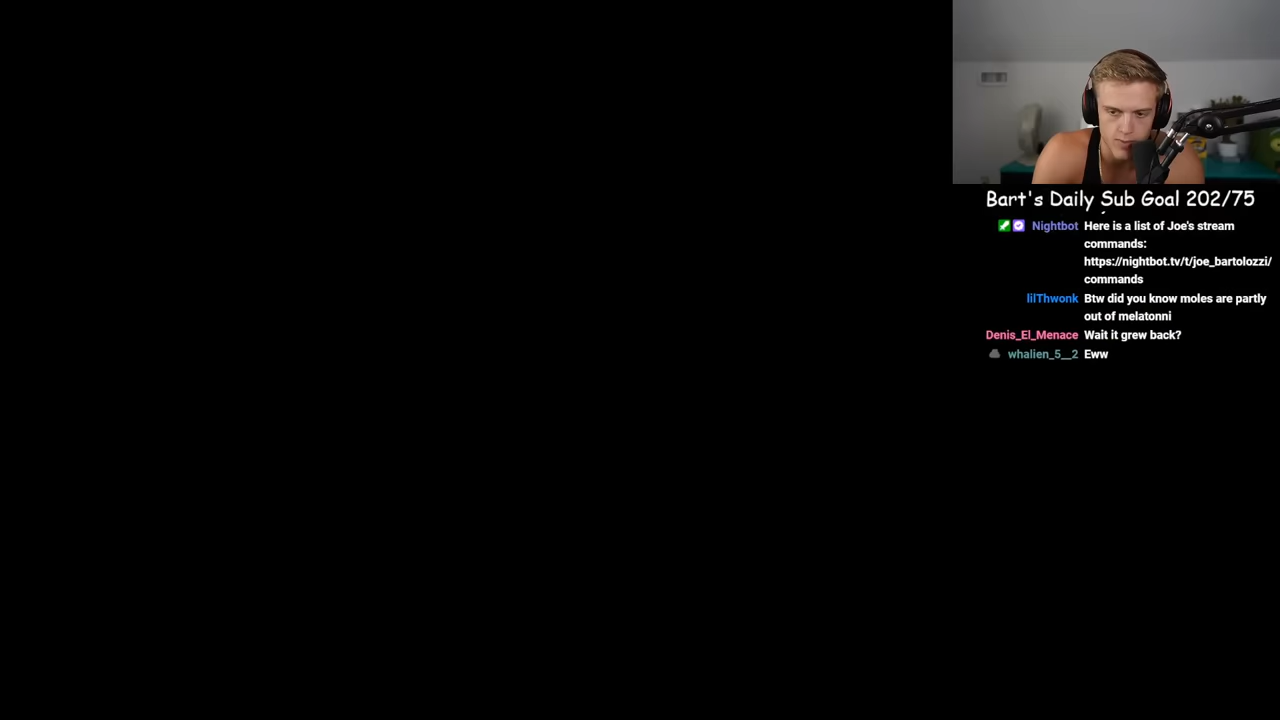 Bart's Daily Sub Goal 202/75
Nightbot Here is a list of Joe's stream
commands:
https://nightbot.tv/t/joe_bartolozzi/
commands
lilThwonk Btw did you know moles are partly
out of melatonni
Denis_El_Menace Wait it grew back?
whalien_5__2 Eww